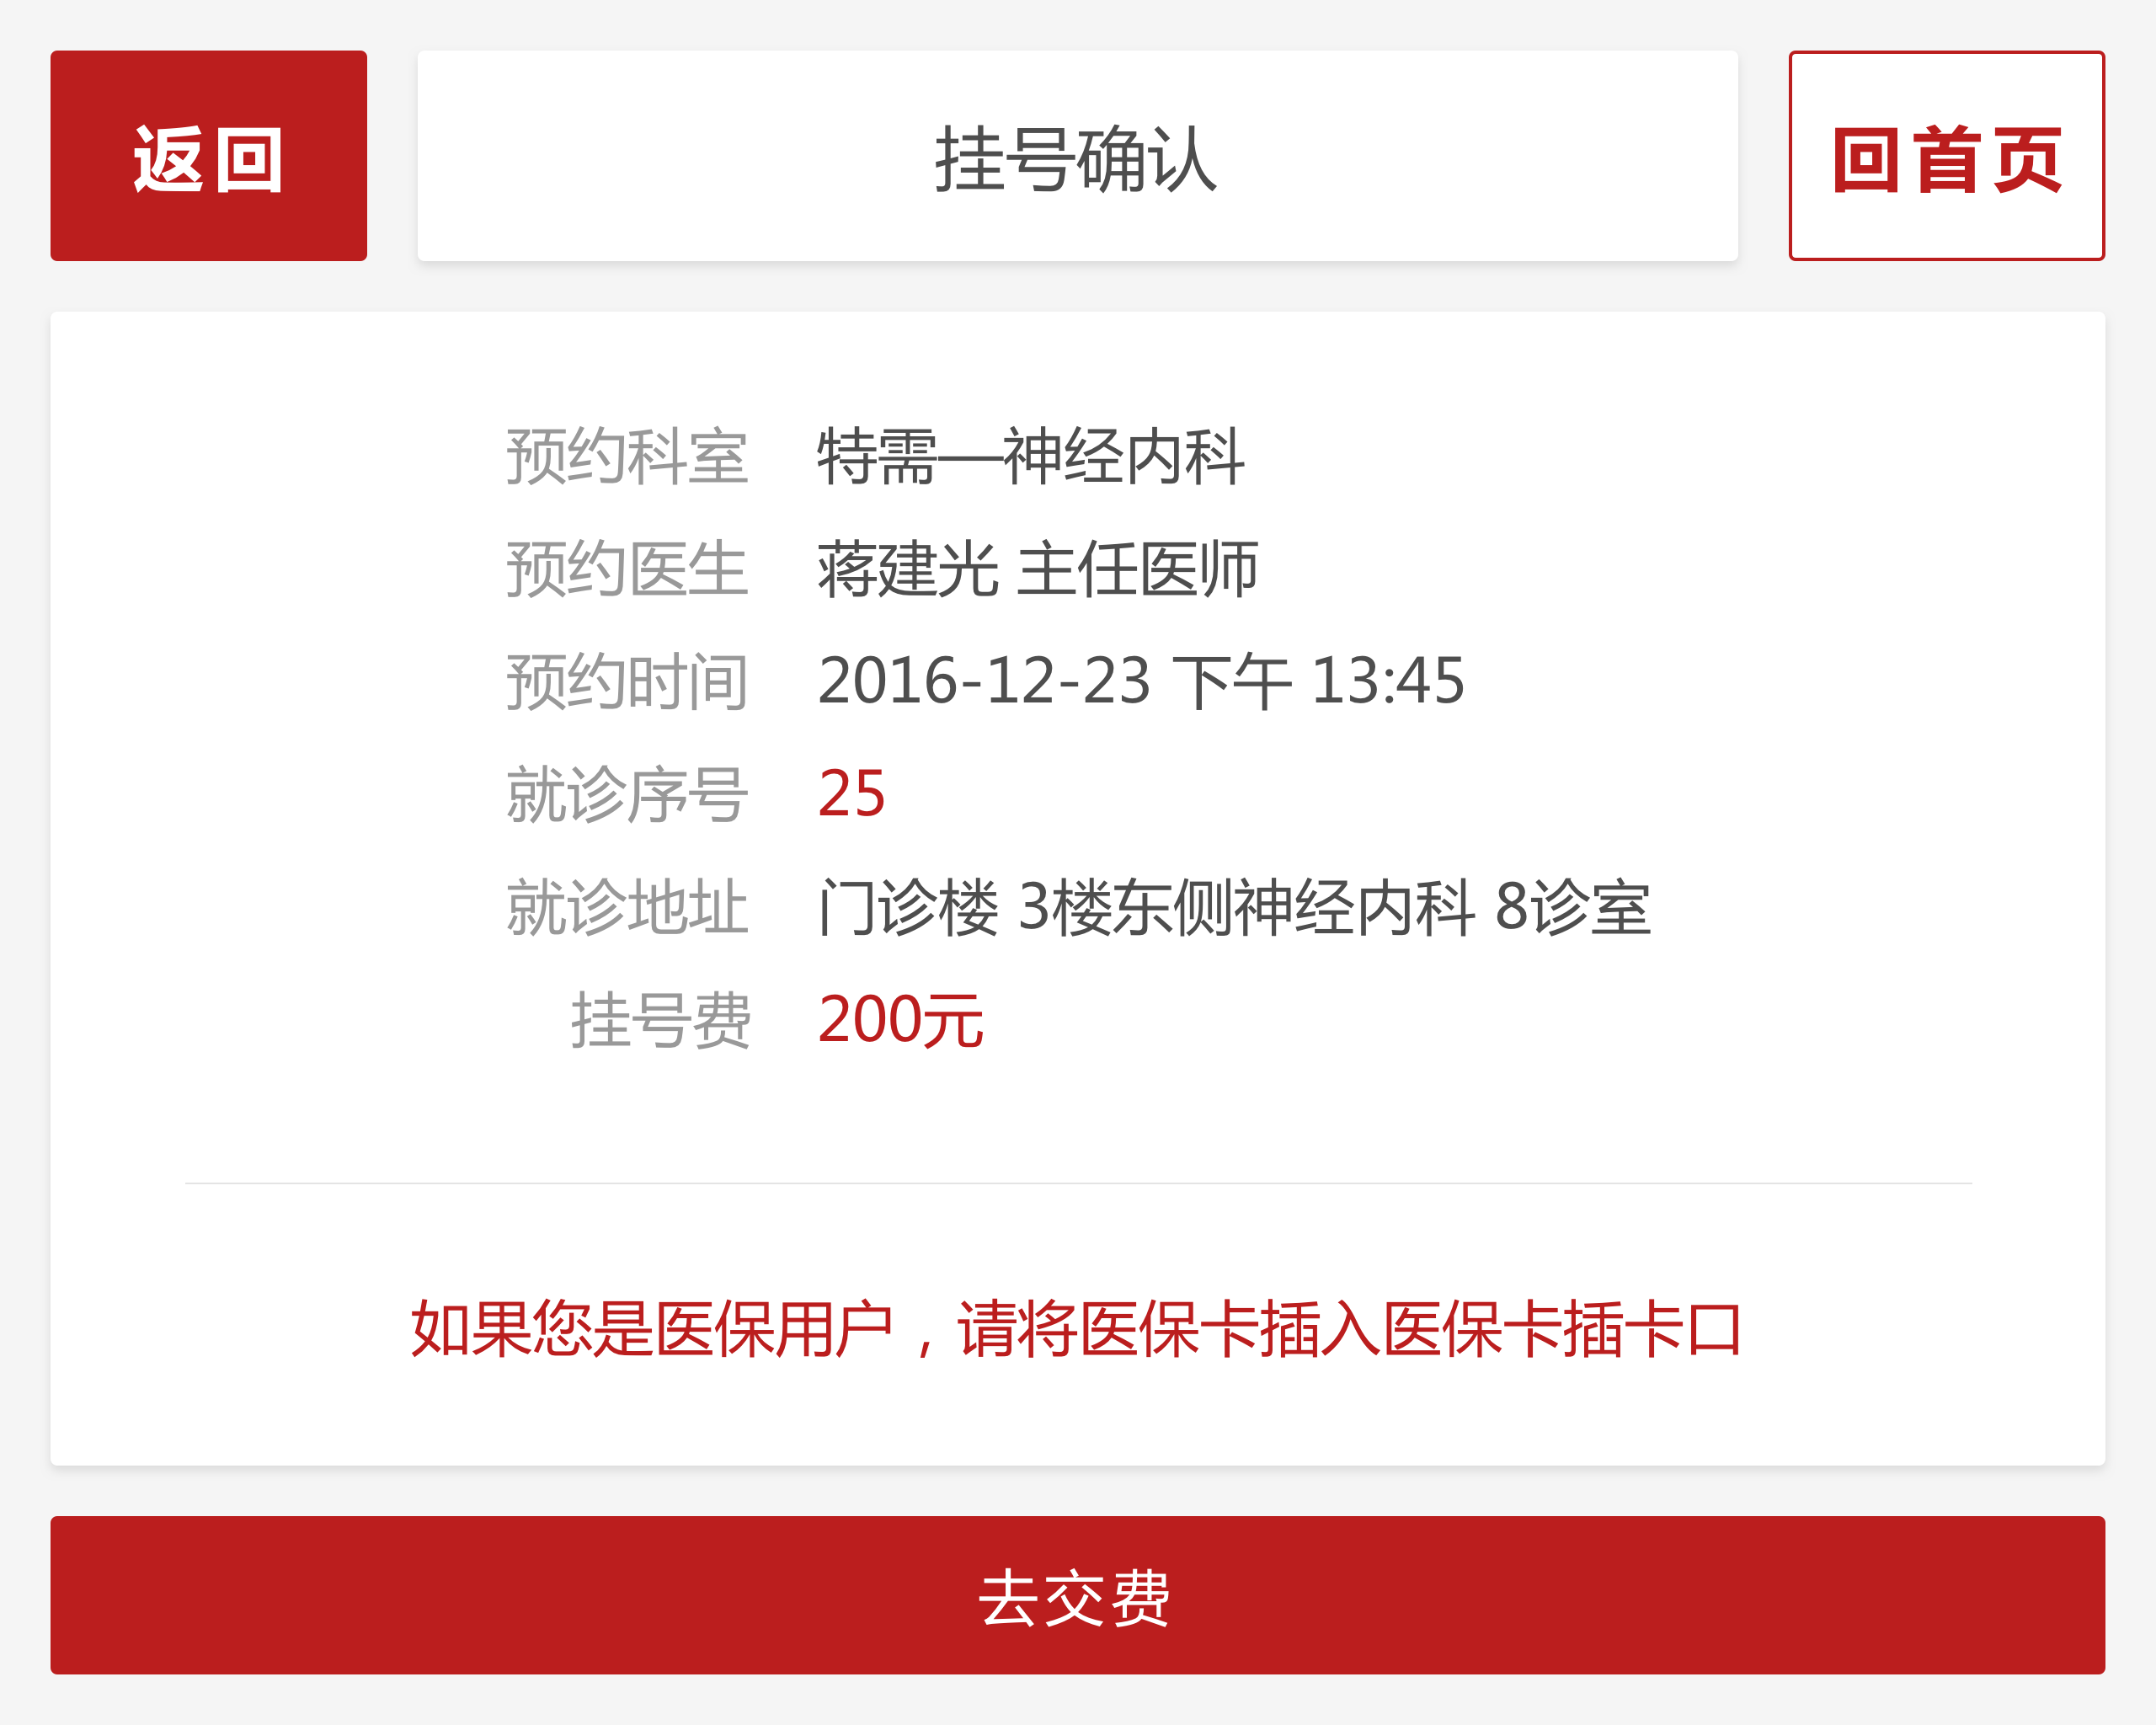 返回
挂号确认
回首页
预约科室 特需—神经内科
预约医生 蒋建光 主任医师
预约时间 2016-12-23 下午 13:45
就诊序号 25
就诊地址 门诊楼 3楼东侧神经内科 8诊室
挂号费 200元
如果您是医保用户，请将医保卡插入医保卡插卡口
去交费